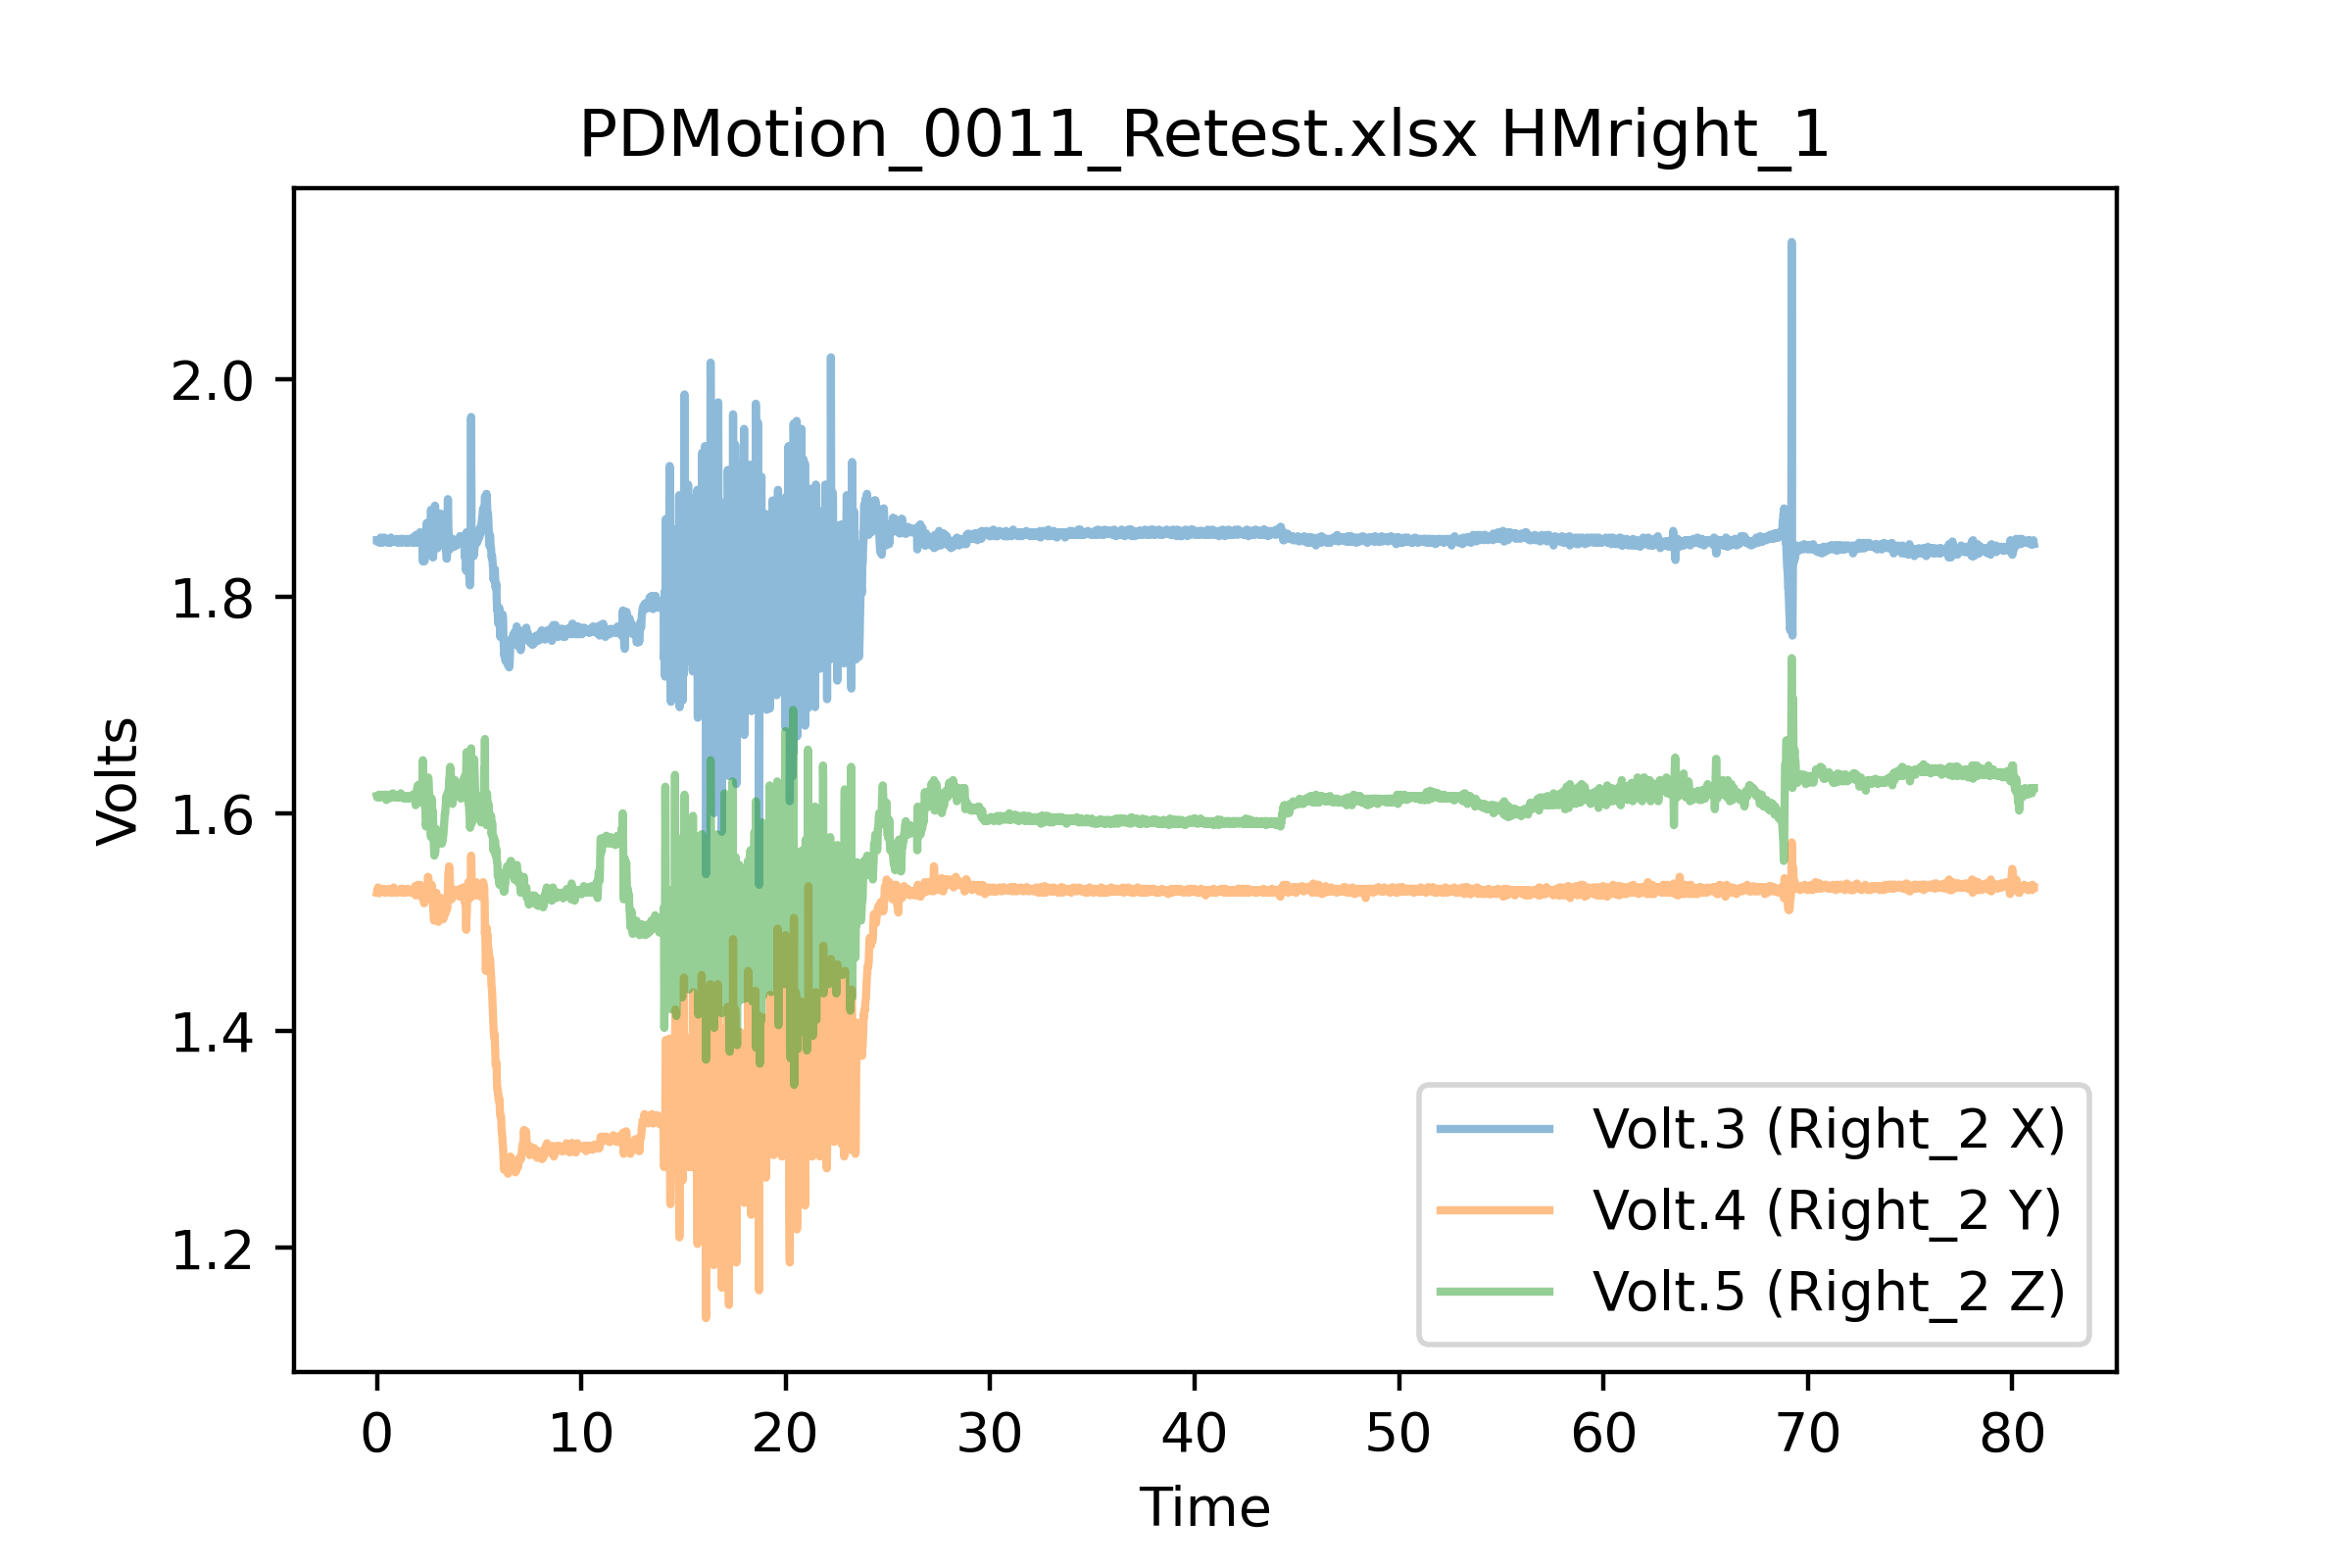 PDMotion_0011_Retest.xlsx HMright_1
Volts
2.0
1.8
1.6
1.4
1.2
Volt.3 (Right_2 X)
Volt.4 (Right_2 Y)
Volt.5 (Right_2 Z)
0 10 20 30 40 50 60 70 80
Time